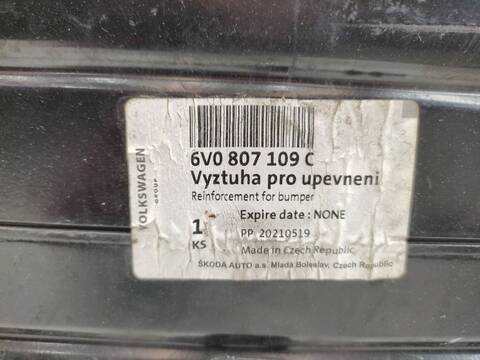 VOLKSWAGEN
GROUP
6V0 807 109 C
Vyztuha pro upevneni
Reinforcement for bumper
Expire date : NONE
1
KS
PP 20210519
Made in Czech Republic
ŠKODA AUTO a.s. Mladá Boleslav, Czech Republic